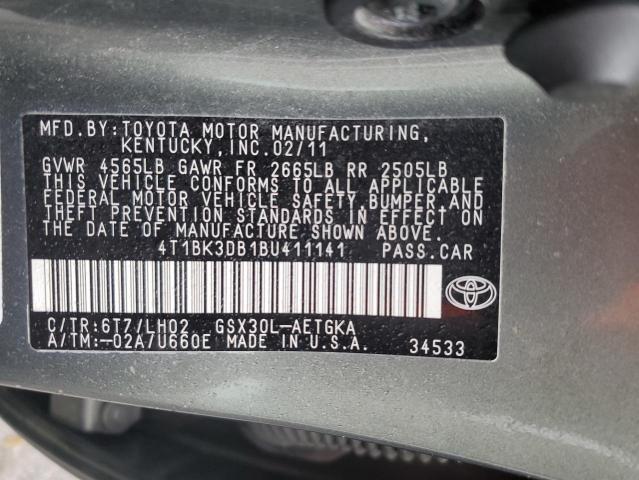 MFD.BY:TOYOTA MOTOR MANUFACTURING,
KENTUCKY,INC.02/11
GVWR 4565LB GAWR FR 2665LB RR 2505LB
THIS VEHICLE CONFORMS TO ALL APPLICABLE
FEDERAL MOTOR VEHICLE SAFETY,BUMPER,AND
THEFT PREVENTION STANDARDS IN EFFECT ON
THE DATE OF MANUFACTURE SHOWN ABOVE.
4T1BK3DB1BU411141 PASS.CAR
C/TR:6T7/LH02 GSX30L-AETGKA
A/TM:-02A/U660E MADE IN U.S.A. 34533